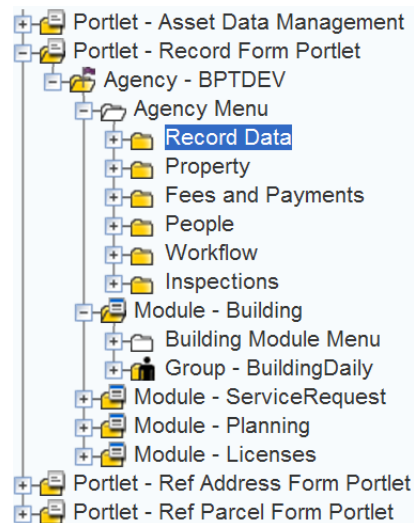 Portlet - Asset Data Management
Portlet - Record Form Portlet
Agency - BPTDEV
Agency Menu
Record Data
Property
Fees and Payments
People
Workflow
Inspections
Module - Building
Building Module Menu
Group - BuildingDaily
Module - ServiceRequest
Module - Planning
Module - Licenses
Portlet - Ref Address Form Portlet
Portlet - Ref Parcel Form Portlet